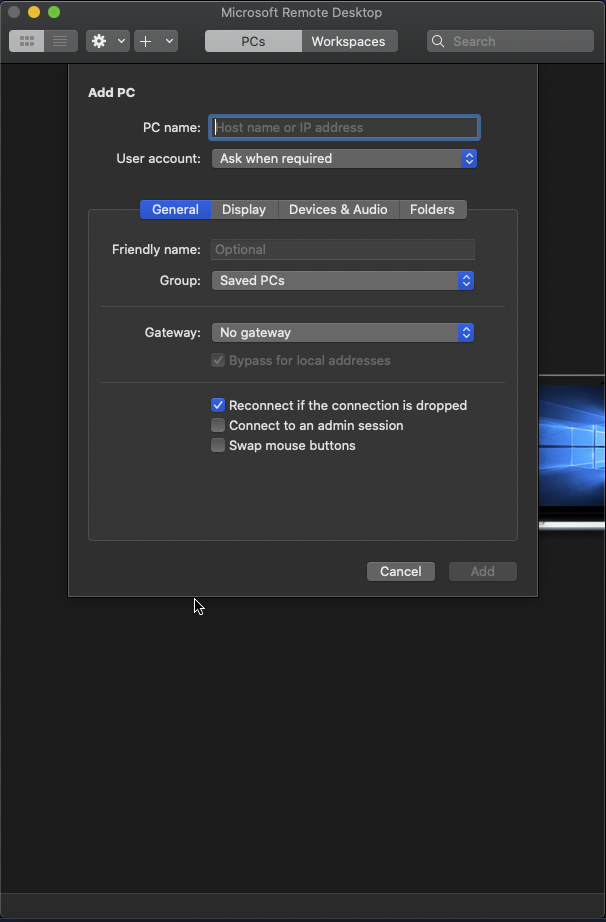 Microsoft Remote Desktop
PCs Workspaces Search
Add PC
PC name: Host name or IP address
User account: Ask when required
General Display Devices & Audio Folders
Friendly name: Optional
Group: Saved PCs
Gateway: No gateway
Bypass for local addresses
Reconnect if the connection is dropped
Connect to an admin session
Swap mouse buttons
Cancel Add